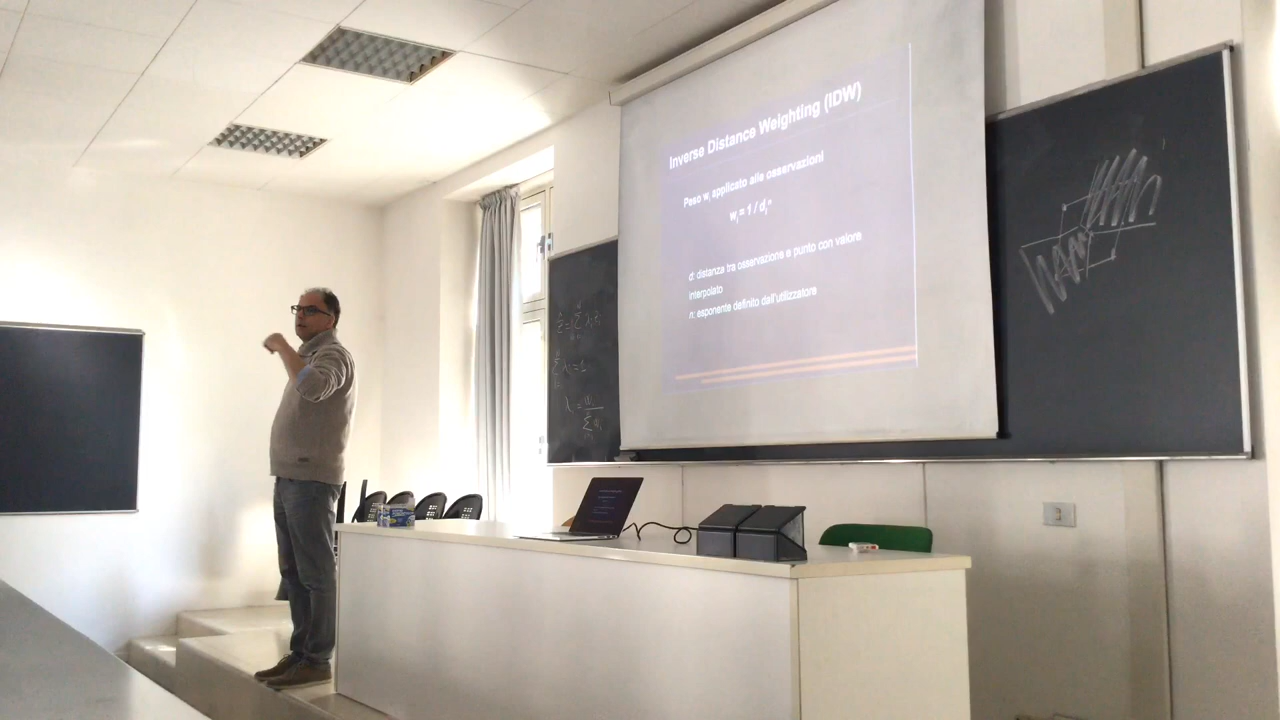 Inverse Distance Weighting (IDW)
Peso wᵢ applicato alle osservazioni
wᵢ = 1 / dᵢⁿ
d: distanza tra osservazione e punto con valore
interpolato
n: esponente definito dall'utilizzatore